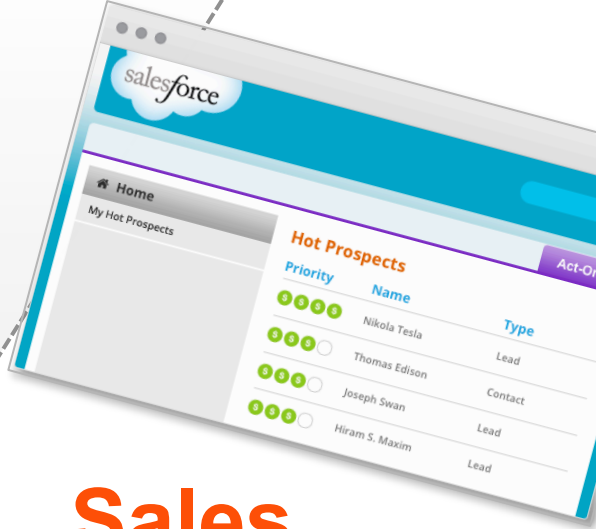 salesforce
Home
My Hot Prospects
Act-On
Hot Prospects
Priority Name Type
Nikola Tesla Lead
Thomas Edison Contact
Joseph Swan Lead
Hiram S. Maxim Lead
Sales